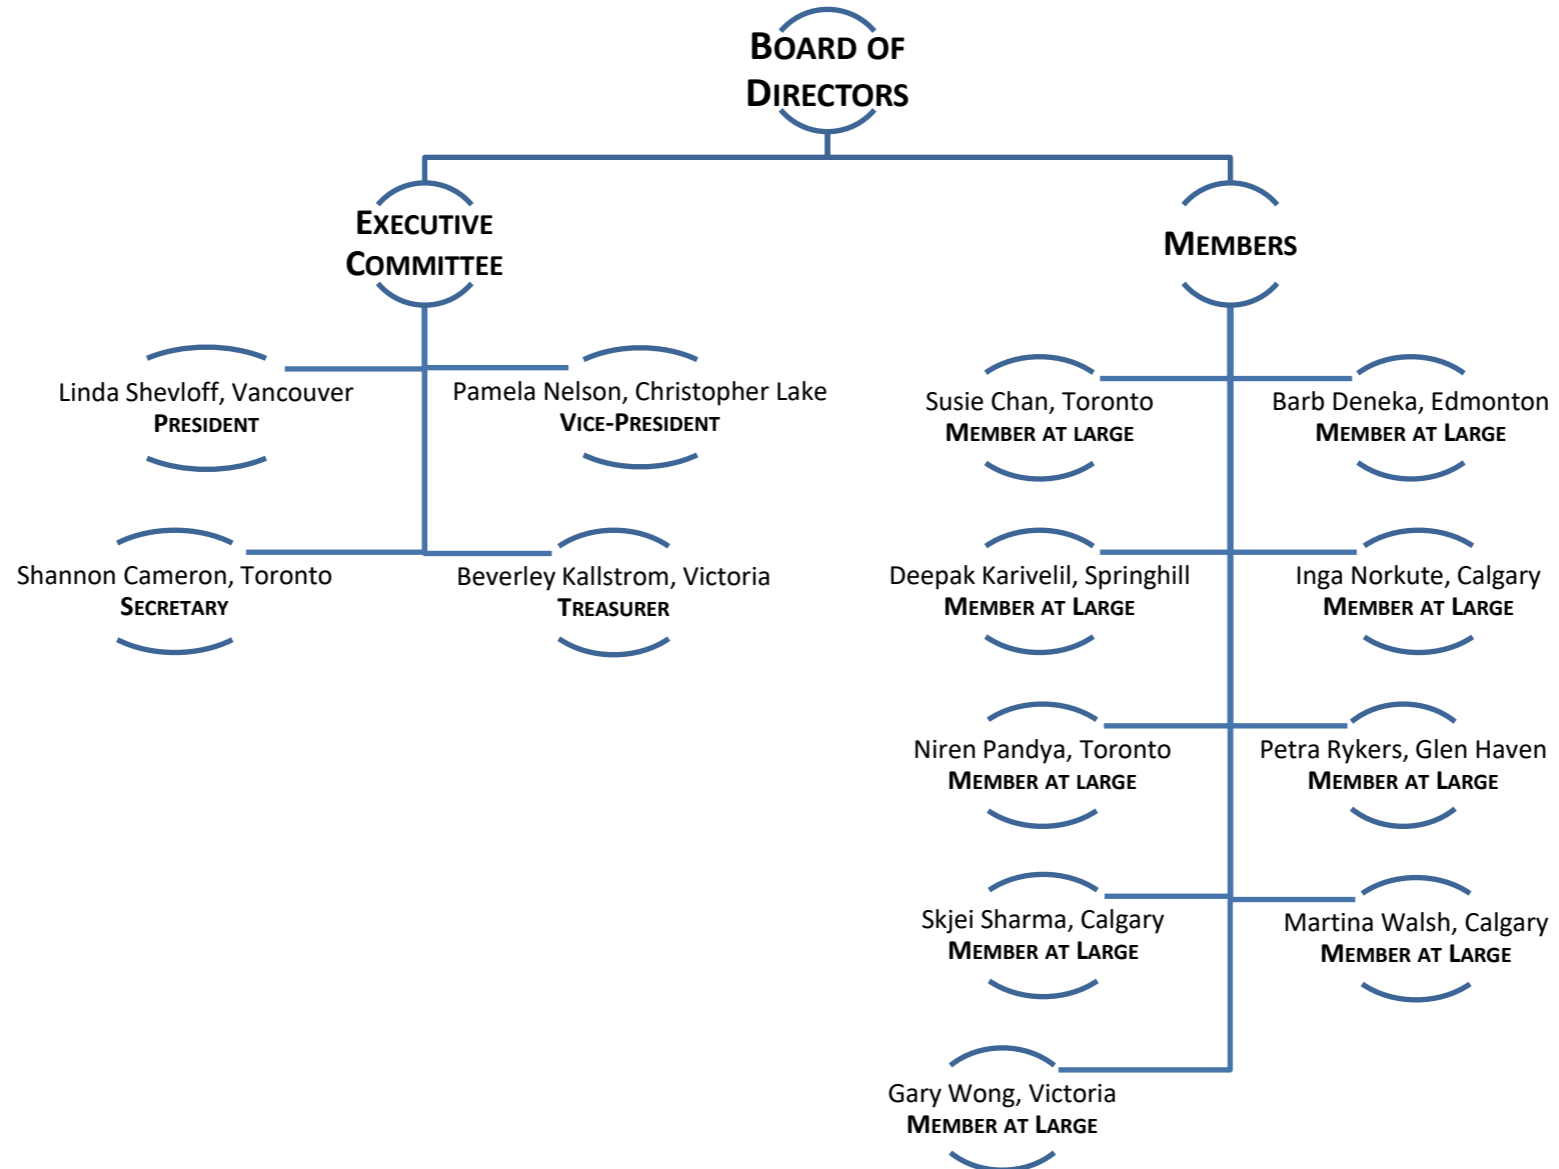 BOARD OF
DIRECTORS
EXECUTIVE
COMMITTEE
MEMBERS
Linda Shevloff, Vancouver
PRESIDENT
Pamela Nelson, Christopher Lake
VICE-PRESIDENT
Shannon Cameron, Toronto
SECRETARY
Beverley Kallstrom, Victoria
TREASURER
Susie Chan, Toronto
MEMBER AT LARGE
Barb Deneka, Edmonton
MEMBER AT LARGE
Deepak Karivelil, Springhill
MEMBER AT LARGE
Inga Norkute, Calgary
MEMBER AT LARGE
Niren Pandya, Toronto
MEMBER AT LARGE
Petra Rykers, Glen Haven
MEMBER AT LARGE
Skjei Sharma, Calgary
MEMBER AT LARGE
Martina Walsh, Calgary
MEMBER AT LARGE
Gary Wong, Victoria
MEMBER AT LARGE